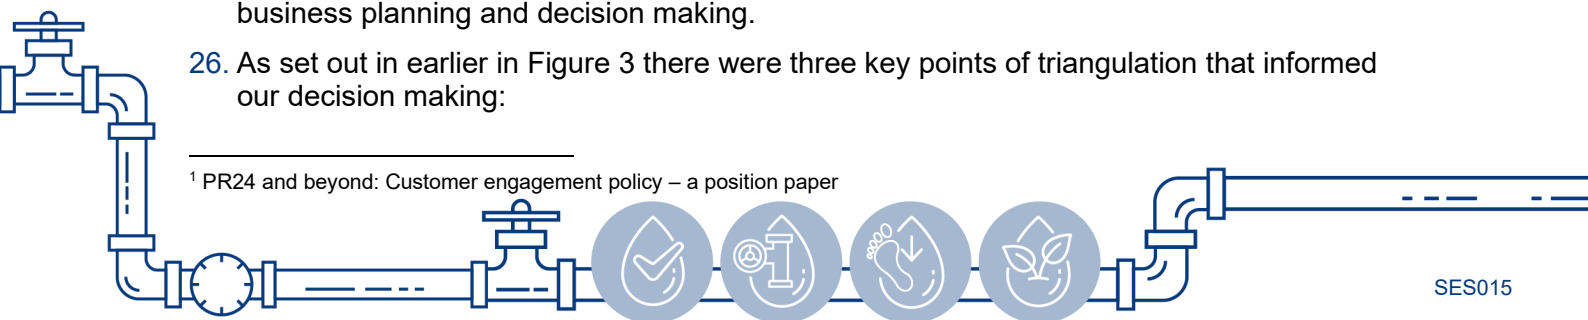 business planning and decision making.
26. As set out in earlier in Figure 3 there were three key points of triangulation that informed
our decision making:
1 PR24 and beyond: Customer engagement policy – a position paper
SES015